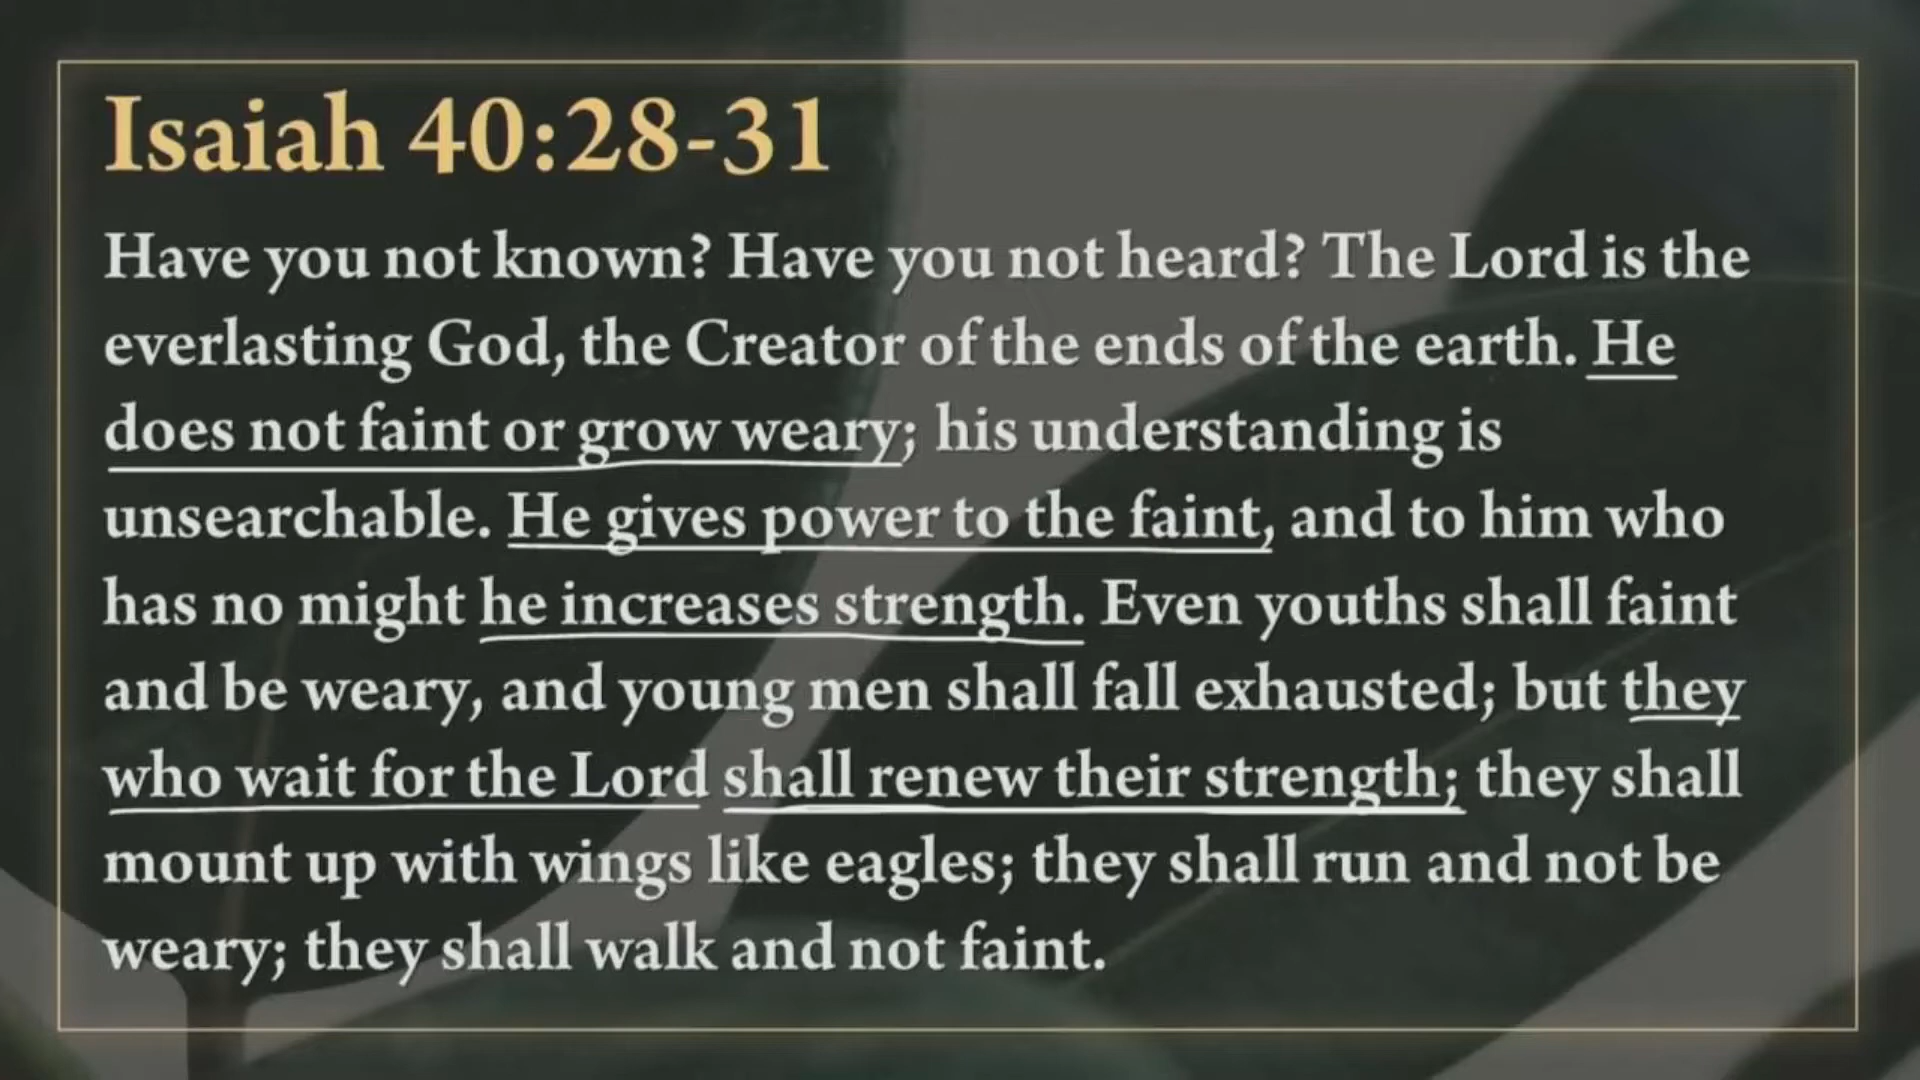 Isaiah 40:28-31
Have you not known? Have you not heard? The Lord is the
everlasting God, the Creator of the ends of the earth. He
does not faint or grow weary; his understanding is
unsearchable. He gives power to the faint, and to him who
has no might he increases strength. Even youths shall faint
and be weary, and young men shall fall exhausted; but they
who wait for the Lord shall renew their strength; they shall
mount up with wings like eagles; they shall run and not be
weary; they shall walk and not faint.